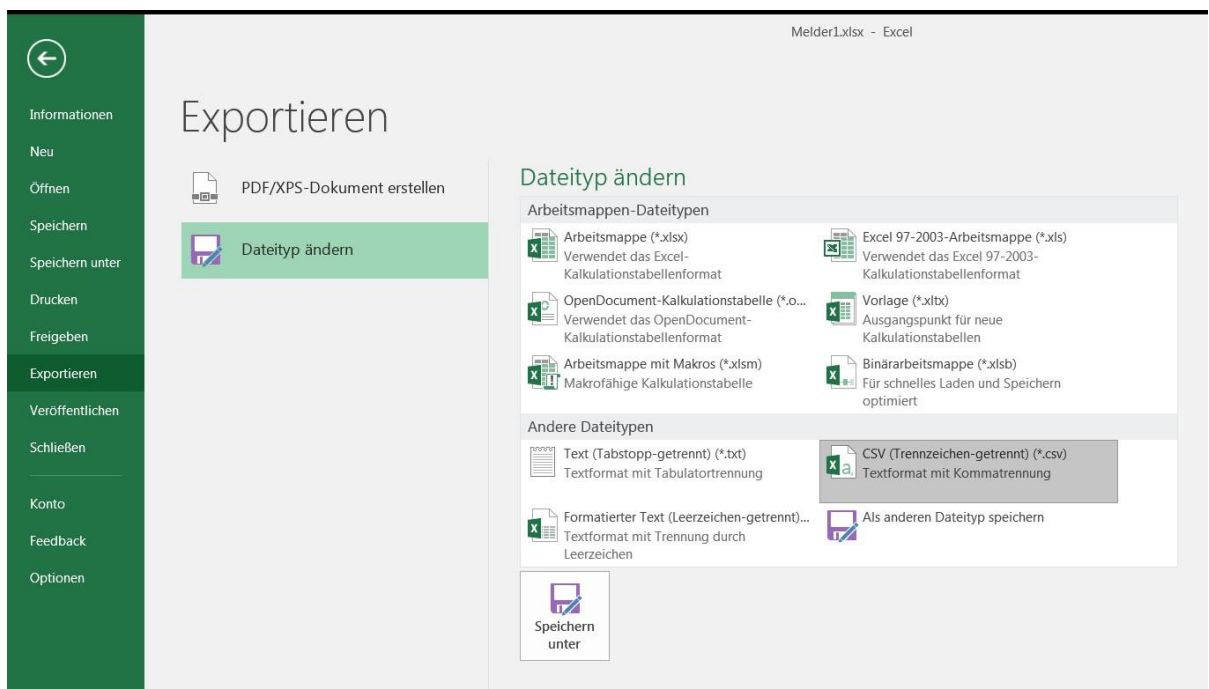 Melder1.xlsx - Excel
Informationen
Neu
Öffnen
Speichern
Speichern unter
Drucken
Freigeben
Exportieren
Veröffentlichen
Schließen
Konto
Feedback
Optionen
Exportieren
PDF/XPS-Dokument erstellen
Dateityp ändern
Dateityp ändern
Arbeitsmappen-Dateitypen
Arbeitsmappe (*.xlsx)
Verwendet das Excel-
Kalkulationstabellenformat
Excel 97-2003-Arbeitsmappe (*.xls)
Verwendet das Excel 97-2003-
Kalkulationstabellenformat
OpenDocument-Kalkulationstabelle (*.o...
Verwendet das OpenDocument-
Kalkulationstabellenformat
Vorlage (*.xltx)
Ausgangspunkt für neue
Kalkulationstabellen
Arbeitsmappe mit Makros (*.xlsm)
Makrofähige Kalkulationstabelle
Binärarbeitsmappe (*.xlsb)
Für schnelles Laden und Speichern
optimiert
Andere Dateitypen
Text (Tabstopp-getrennt) (*.txt)
Textformat mit Tabulatortrennung
CSV (Trennzeichen-getrennt) (*.csv)
Textformat mit Kommatrennung
Formatierter Text (Leerzeichen-getrennt)...
Textformat mit Trennung durch
Leerzeichen
Als anderen Dateityp speichern
Speichern
unter